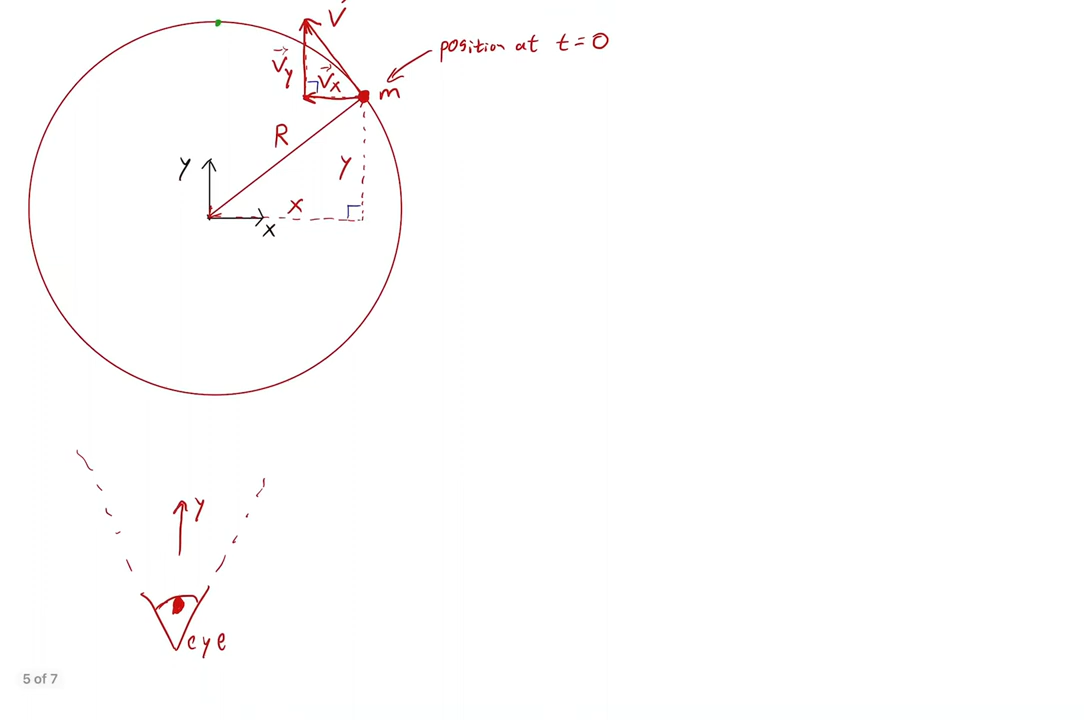 V
position at t = 0
Vy
Vx
m
R
y
y
x
x
y
eye
5 of 7